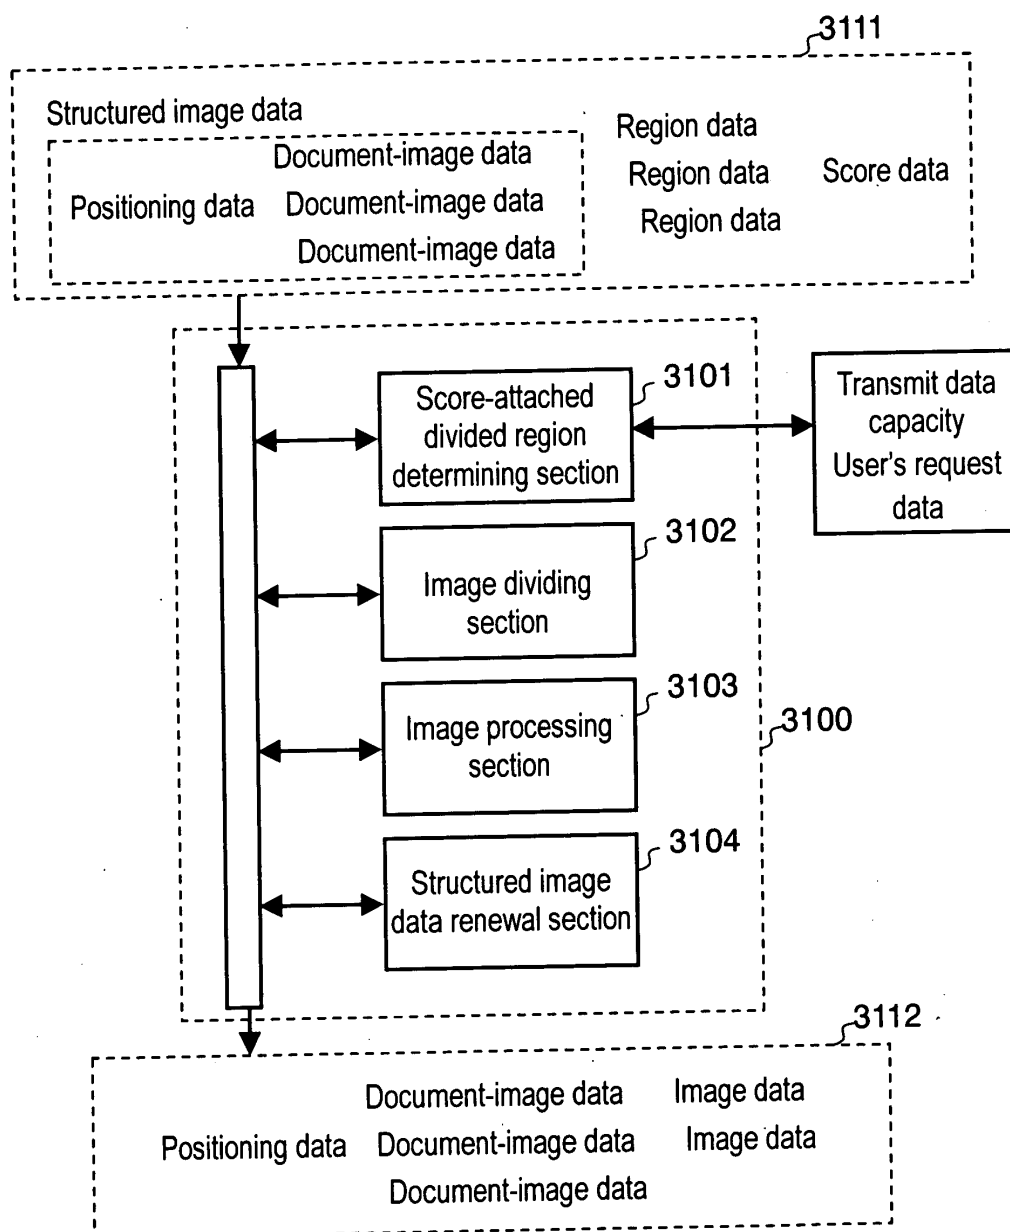 3111
Structured image data
Document-image data
Positioning data
Document-image data
Document-image data
Region data
Region data
Region data
Score data
Score-attached
divided region
determining section
3101
Transmit data
capacity
User's request
data
Image dividing
section
3102
Image processing
section
3103
3100
Structured image
data renewal section
3104
3112
Document-image data
Image data
Positioning data
Document-image data
Image data
Document-image data